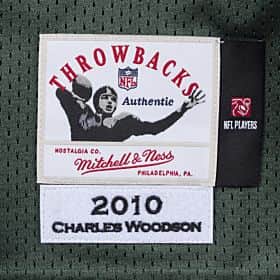 THROWBACKS
NFL
Authentic
NOSTALGIA CO.
Mitchell & Ness
PHILADELPHIA, PA.
NFL PLAYERS
2010
CHARLES WOODSON